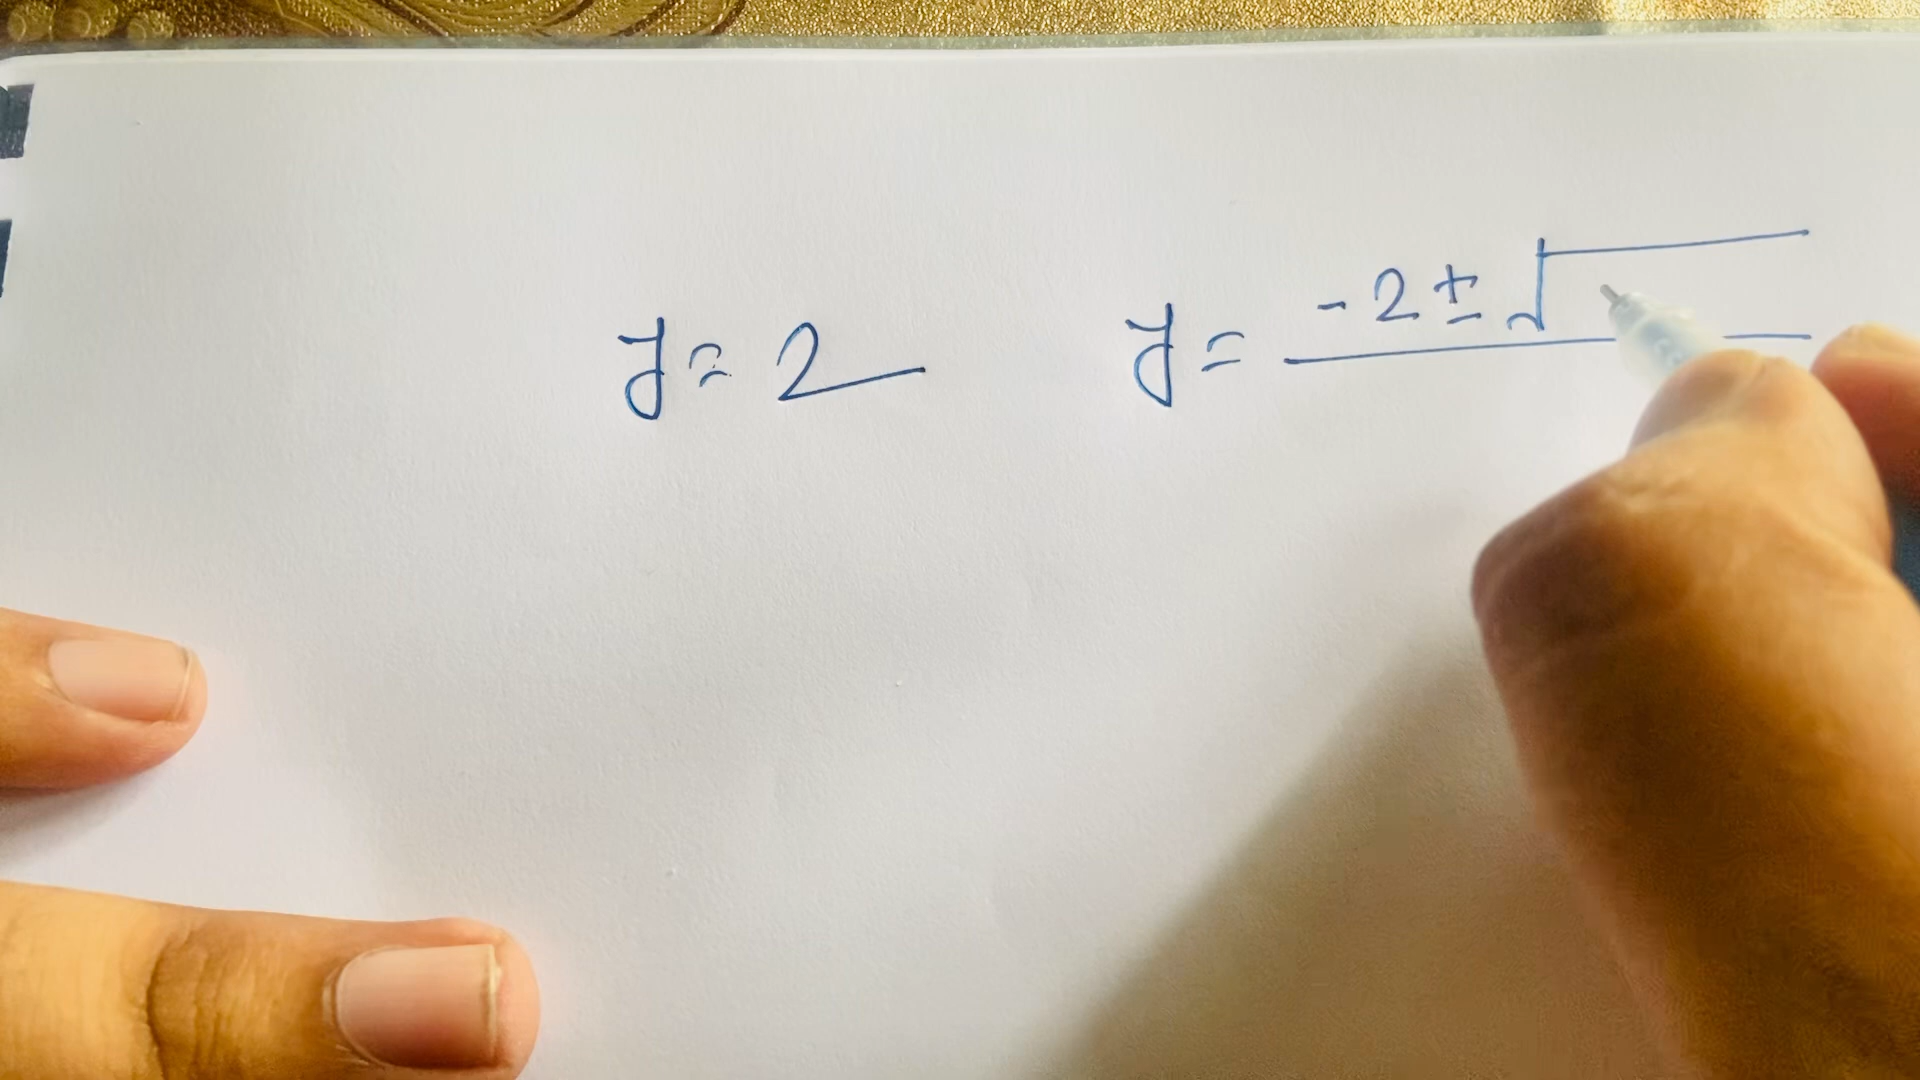 y = 2 y = -2 ± √